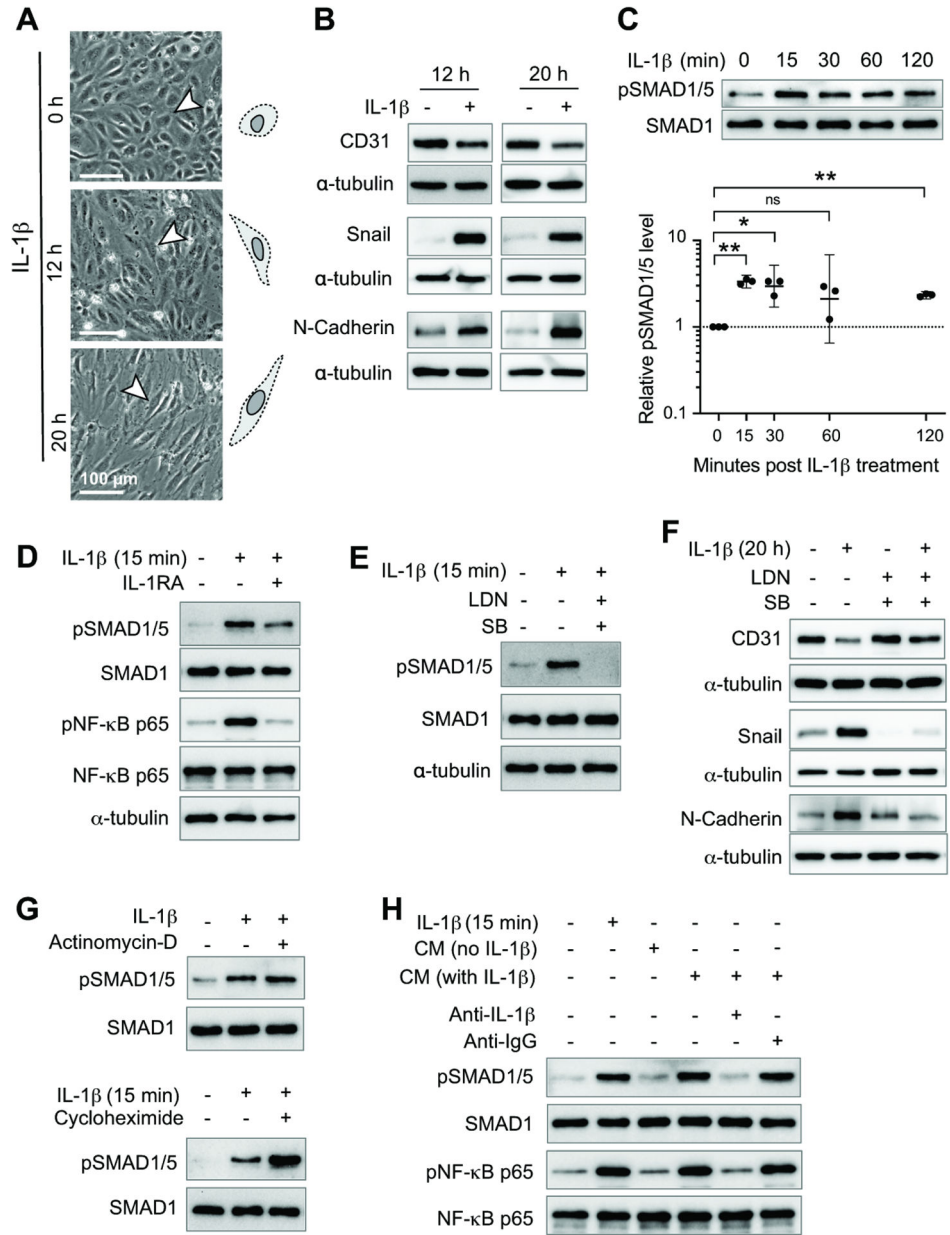 A
IL-1β
0 h
12 h
20 h
100 µm
B
12 h 20 h
IL-1β - + - +
CD31
α-tubulin
Snail
α-tubulin
N-Cadherin
α-tubulin
C
IL-1β (min) 0 15 30 60 120
pSMAD1/5
SMAD1
**
ns
*
**
10
1
0.1
Relative pSMAD1/5 level
0 15 30 60 120
Minutes post IL-1β treatment
D
IL-1β (15 min) - + +
IL-1RA - - +
pSMAD1/5
SMAD1
pNF-κB p65
NF-κB p65
α-tubulin
E
IL-1β (15 min) - + +
LDN - - +
SB - - +
pSMAD1/5
SMAD1
α-tubulin
F
IL-1β (20 h) - + - +
LDN - - + +
SB - - + +
CD31
α-tubulin
Snail
α-tubulin
N-Cadherin
α-tubulin
G
IL-1β - + +
Actinomycin-D - - +
pSMAD1/5
SMAD1
IL-1β (15 min) - + +
Cycloheximide - - +
pSMAD1/5
SMAD1
H
IL-1β (15 min) - + - - - -
CM (no IL-1β) - - + - - -
CM (with IL-1β) - - - + + +
Anti-IL-1β - - - - + -
Anti-IgG - - - - - +
pSMAD1/5
SMAD1
pNF-κB p65
NF-κB p65